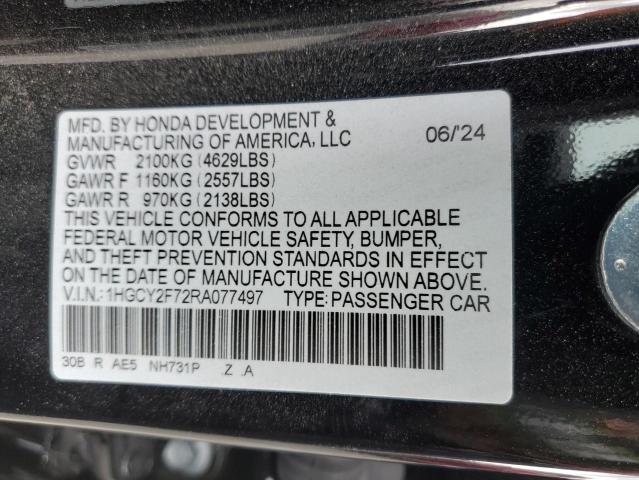 MFD. BY HONDA DEVELOPMENT &
MANUFACTURING OF AMERICA, LLC 06/'24
GVWR 2100KG (4629LBS)
GAWR F 1160KG (2557LBS)
GAWR R 970KG (2138LBS)
THIS VEHICLE CONFORMS TO ALL APPLICABLE
FEDERAL MOTOR VEHICLE SAFETY, BUMPER,
AND THEFT PREVENTION STANDARDS IN EFFECT
ON THE DATE OF MANUFACTURE SHOWN ABOVE.
V.I.N.: 1HGCY2F72RA077497 TYPE: PASSENGER CAR
30B R AE5 NH731P Z .A